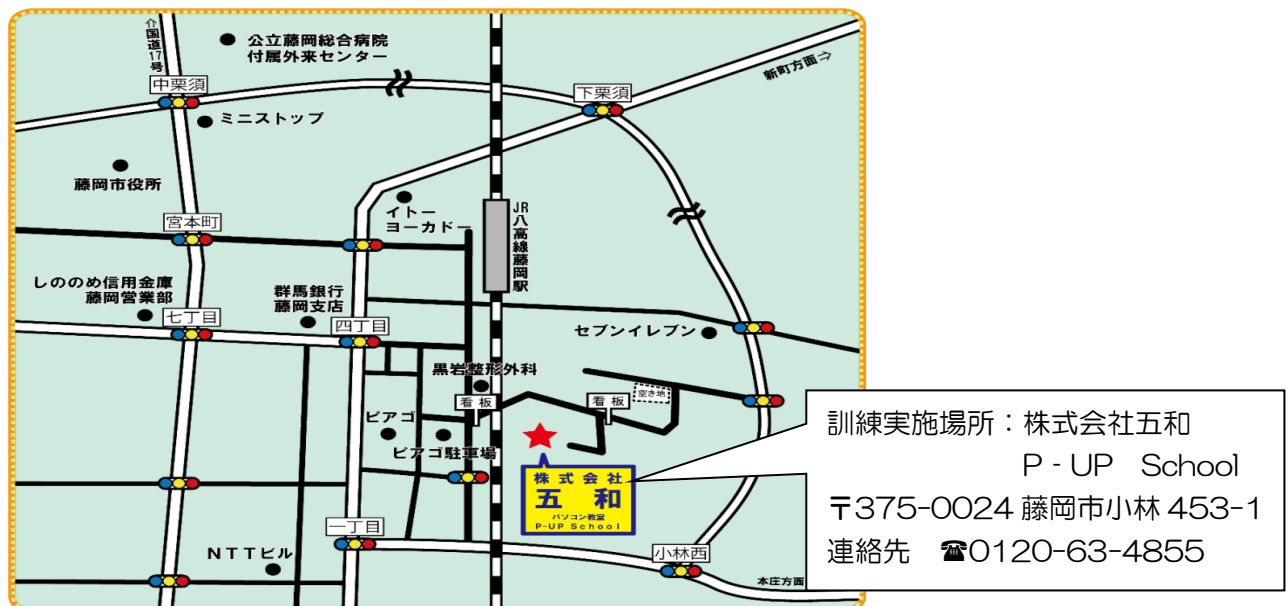 ⇦国道17号
公立藤岡総合病院
付属外来センター
新町方面⇨
中栗須
下栗須
ミニストップ
藤岡市役所
イトー
ヨーカドー
JR八高線藤岡駅
宮本町
しののめ信用金庫
藤岡営業部
群馬銀行
藤岡支店
七丁目
四丁目
セブンイレブン
黒岩整形外科
空き地
看板
看板
ピアゴ
ピアゴ駐車場
株式会社
五和
パソコン教室
P-UP School
一丁目
NTTビル
小林西
本庄方面
訓練実施場所：株式会社五和
P‐UP School
〒375-0024 藤岡市小林 453-1
連絡先 ☎0120-63-4855